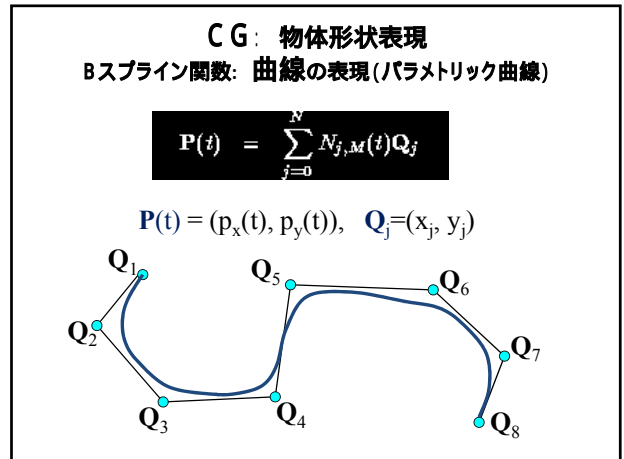 CG: 物体形状表現
Bスプライン関数: 曲線の表現(パラメトリック曲線)
P(t) = \sum_{j=0}^{N} N_{j,M}(t)Q_j
P(t) = (p_x(t), p_y(t)), Q_j=(x_j, y_j)
Q_1
Q_5
Q_6
Q_2
Q_7
Q_3
Q_4
Q_8